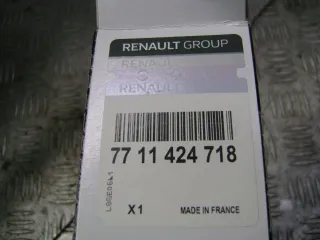 RENAULT GROUP
RENAULT
RENAULT
77 11 424 718
X1
MADE IN FRANCE